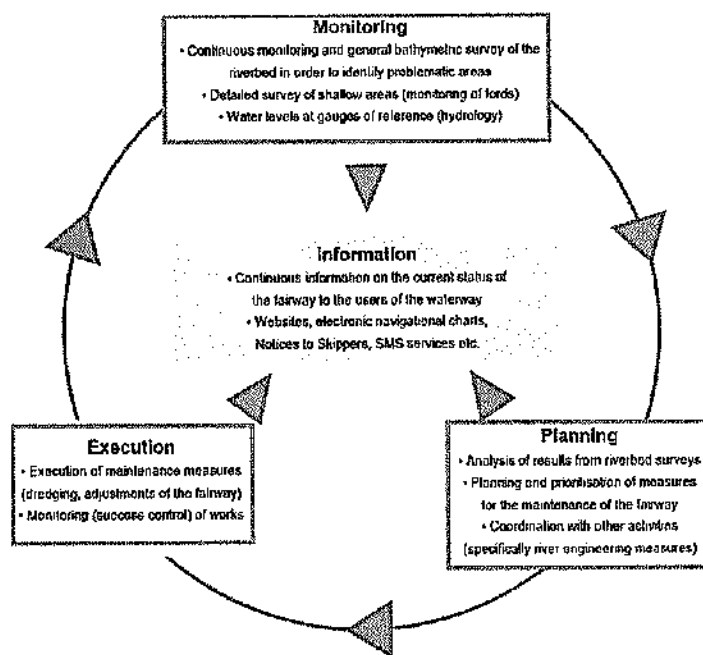 Monitoring
• Continuous monitoring and general bathymetric survey of the
riverbed in order to identify problematic areas
• Detailed survey of shallow areas (monitoring of fords)
• Water levels at gauges of reference (hydrology)
Information
• Continuous information on the current status of
the fairway to the users of the waterway
• Websites, electronic navigational charts,
Notices to Skippers, SMS services etc.
Execution
• Execution of maintenance measures
(dredging, adjustments of the fairway)
• Monitoring (success control) of works
Planning
• Analysis of results from riverbed surveys
• Planning and prioritisation of measures
for the maintenance of the fairway
• Coordination with other activities
(specifically river engineering measures)